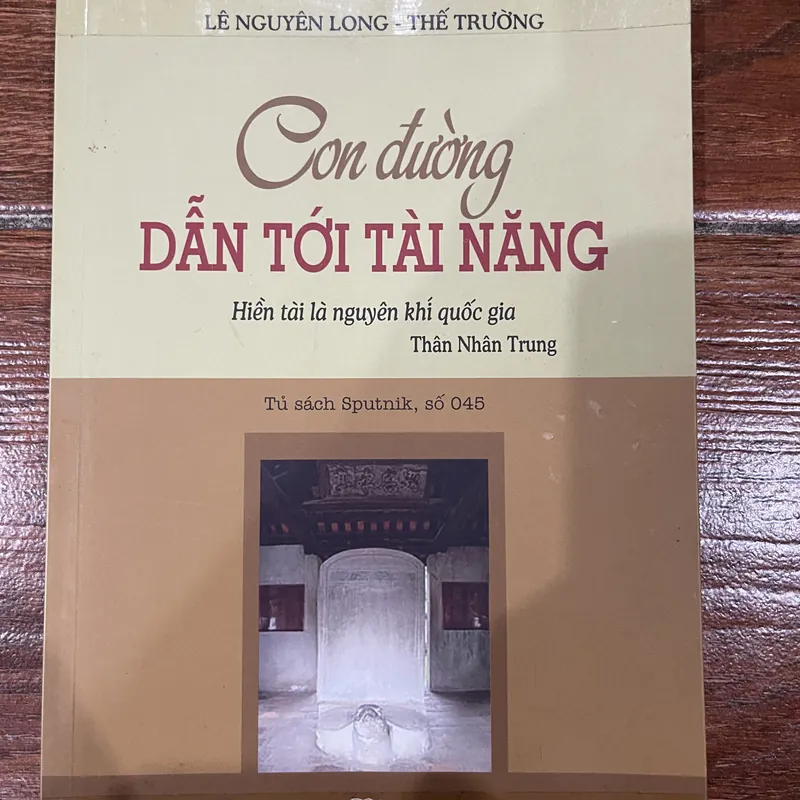 LÊ NGUYÊN LONG - THẾ TRƯỜNG
Con đường
DẪN TỚI TÀI NĂNG
Hiền tài là nguyên khí quốc gia
Thân Nhân Trung
Tủ sách Sputnik, số 045